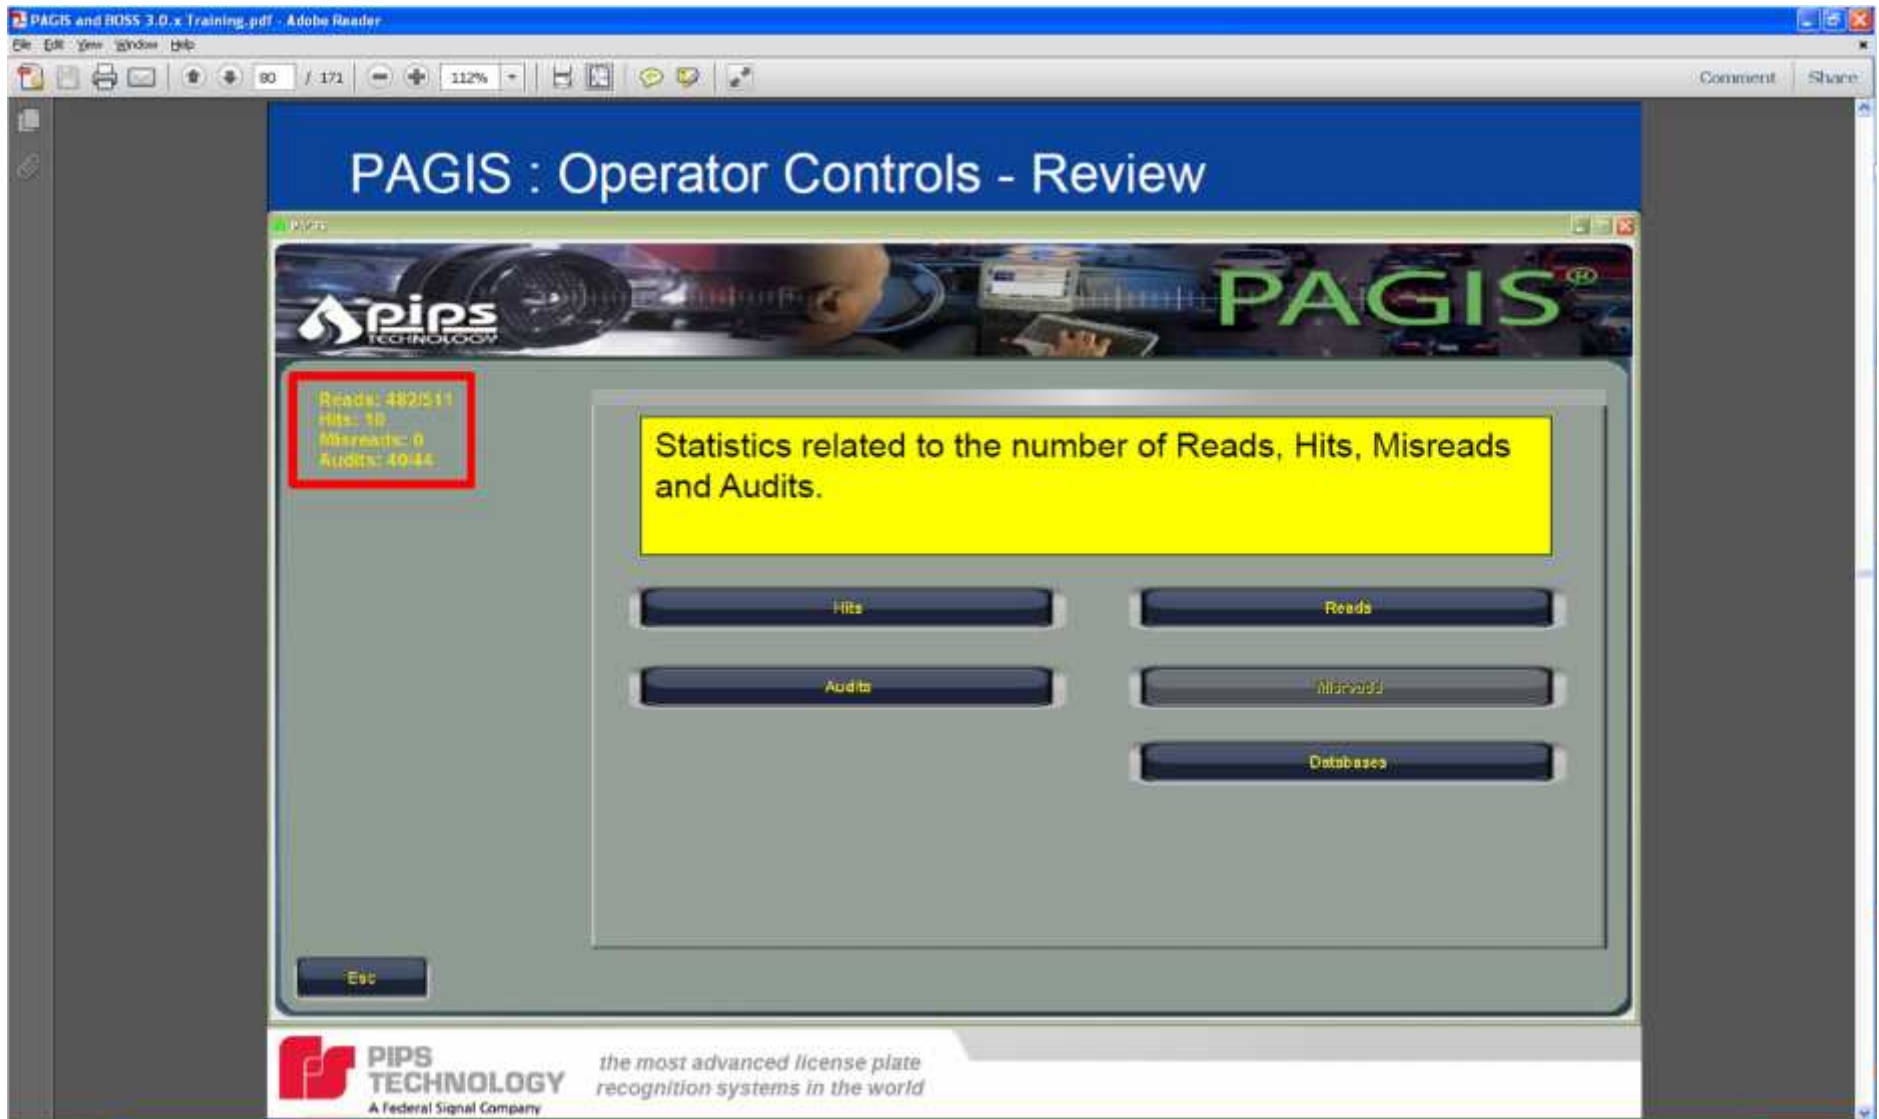 PAGIS and BOSS 3.0.x Training.pdf - Adobe Reader
File Edit View Window Help
80 / 171 112% Comment Share
PAGIS : Operator Controls - Review
PAGIS
pips PAGIS®
TECHNOLOGY
Reads: 482/511
Hits: 10
Misreads: 0
Audits: 40/44
Statistics related to the number of Reads, Hits, Misreads
and Audits.
Hits Reads
Audits Misreads
Databases
Esc
PIPS
TECHNOLOGY
A Federal Signal Company
the most advanced license plate
recognition systems in the world